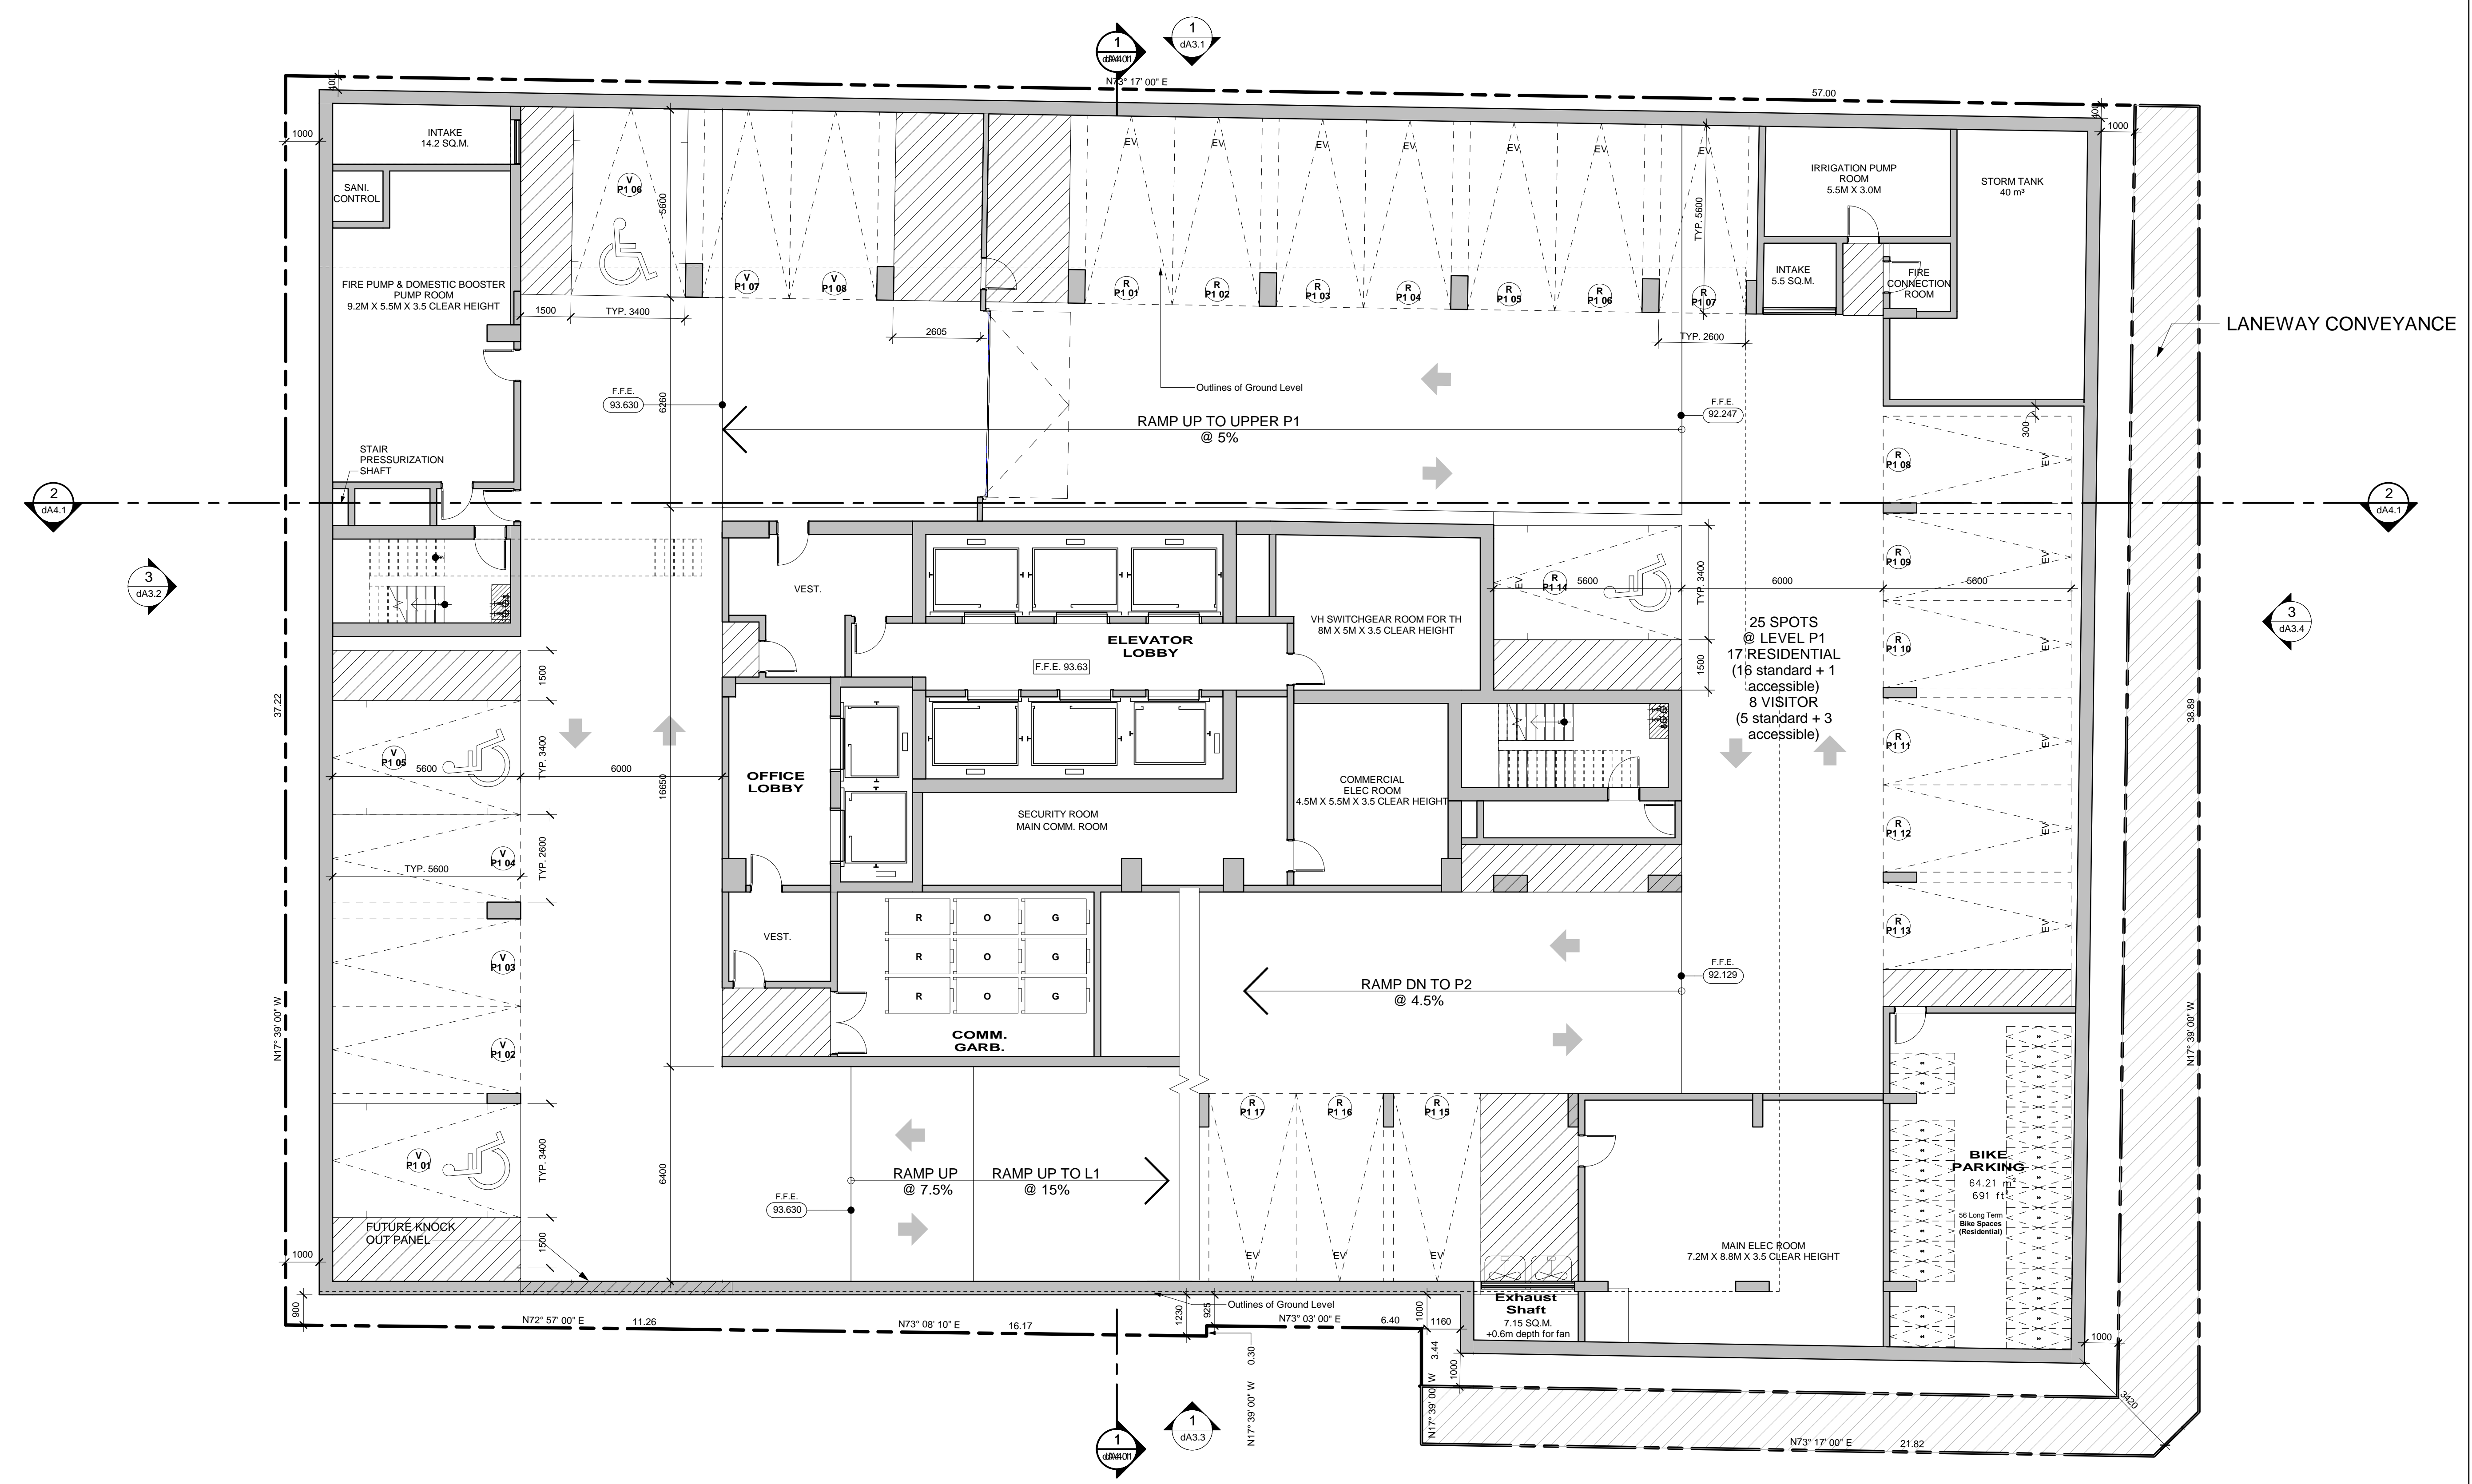 1
dA3.1
1
N73° 17' 00" E
57.00
400
400
1000
1000
INTAKE
14.2 SQ.M.
SANI.
CONTROL
V
P1 06
5600
V
P1 07
V
P1 08
EV
EV
EV
EV
EV
EV
EV
R
P1 01
R
P1 02
R
P1 03
R
P1 04
R
P1 05
R
P1 06
R
P1 07
TYP. 5600
IRRIGATION PUMP
ROOM
5.5M X 3.0M
STORM TANK
40 m³
INTAKE
5.5 SQ.M.
FIRE
CONNECTION
ROOM
FIRE PUMP & DOMESTIC BOOSTER
PUMP ROOM
9.2M X 5.5M X 3.5 CLEAR HEIGHT
1500
TYP. 3400
2605
TYP. 2600
LANEWAY CONVEYANCE
Outlines of Ground Level
F.F.E.
93.630
6260
F.F.E.
92.247
RAMP UP TO UPPER P1
@ 5%
300
STAIR
PRESSURIZATION
SHAFT
2
dA4.1
2
dA4.1
3
dA3.2
3
dA3.4
R
P1 08
EV
R
P1 09
EV
R
P1 10
EV
R
P1 11
EV
R
P1 12
EV
R
P1 13
EV
VEST.
ELEVATOR
LOBBY
F.F.E. 93.63
VH SWITCHGEAR ROOM FOR TH
8M X 5M X 3.5 CLEAR HEIGHT
EV
R
P1 14
5600
6000
5600
TYP. 3400
1500
25 SPOTS
@ LEVEL P1
17 RESIDENTIAL
(16 standard + 1
accessible)
8 VISITOR
(5 standard + 3
accessible)
37.22
38.89
1500
TYP. 3400
V
P1 05
5600
6000
16650
OFFICE
LOBBY
SECURITY ROOM
MAIN COMM. ROOM
COMMERCIAL
ELEC ROOM
4.5M X 5.5M X 3.5 CLEAR HEIGHT
V
P1 04
TYP. 5600
TYP. 2600
V
P1 03
V
P1 02
VEST.
R
O
G
R
O
G
R
O
G
COMM.
GARB.
RAMP DN TO P2
@ 4.5%
F.F.E.
92.129
N17° 39' 00" W
N17° 39' 00" W
V
P1 01
TYP. 3400
1500
6400
RAMP UP
@ 7.5%
RAMP UP TO L1
@ 15%
F.F.E.
93.630
R
P1 17
R
P1 16
R
P1 15
EV
EV
EV
BIKE
PARKING
64.21 m²
691 ft²
56 Long Term
Bike Spaces
(Residential)
MAIN ELEC ROOM
7.2M X 8.8M X 3.5 CLEAR HEIGHT
FUTURE KNOCK
OUT PANEL
1000
900
Exhaust
Shaft
7.15 SQ.M.
+0.6m depth for fan
Outlines of Ground Level
1230
925
1000
1160
1000
N72° 57' 00" E
11.26
N73° 08' 10" E
16.17
N73° 03' 00" E
6.40
N17° 39' 00" W
0.30
N17° 39' 00" W
3.44
1000
3420
N73° 17' 00" E
21.82
1
1
dA3.3